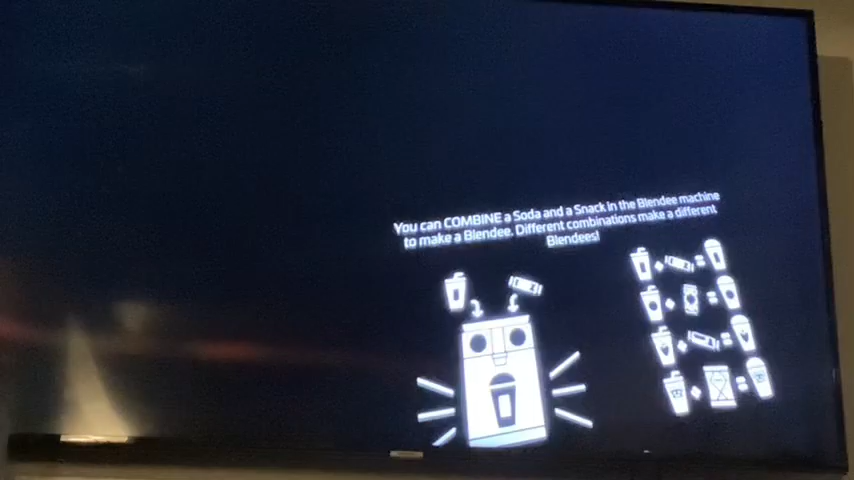 You can COMBINE a Soda and a Snack in the Blendee machine
to make a Blendee. Different combinations make a different
Blendees!